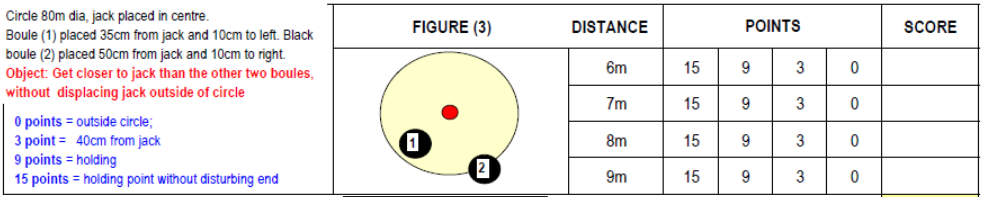 Circle 80m dia, jack placed in centre.
Boule (1) placed 35cm from jack and 10cm to left. Black
boule (2) placed 50cm from jack and 10cm to right.
Object: Get closer to jack than the other two boules,
without displacing jack outside of circle
0 points = outside circle;
3 point = 40cm from jack
9 points = holding
15 points = holding point without disturbing end
FIGURE (3) DISTANCE POINTS SCORE
1
2
6m 15 9 3 0
7m 15 9 3 0
8m 15 9 3 0
9m 15 9 3 0